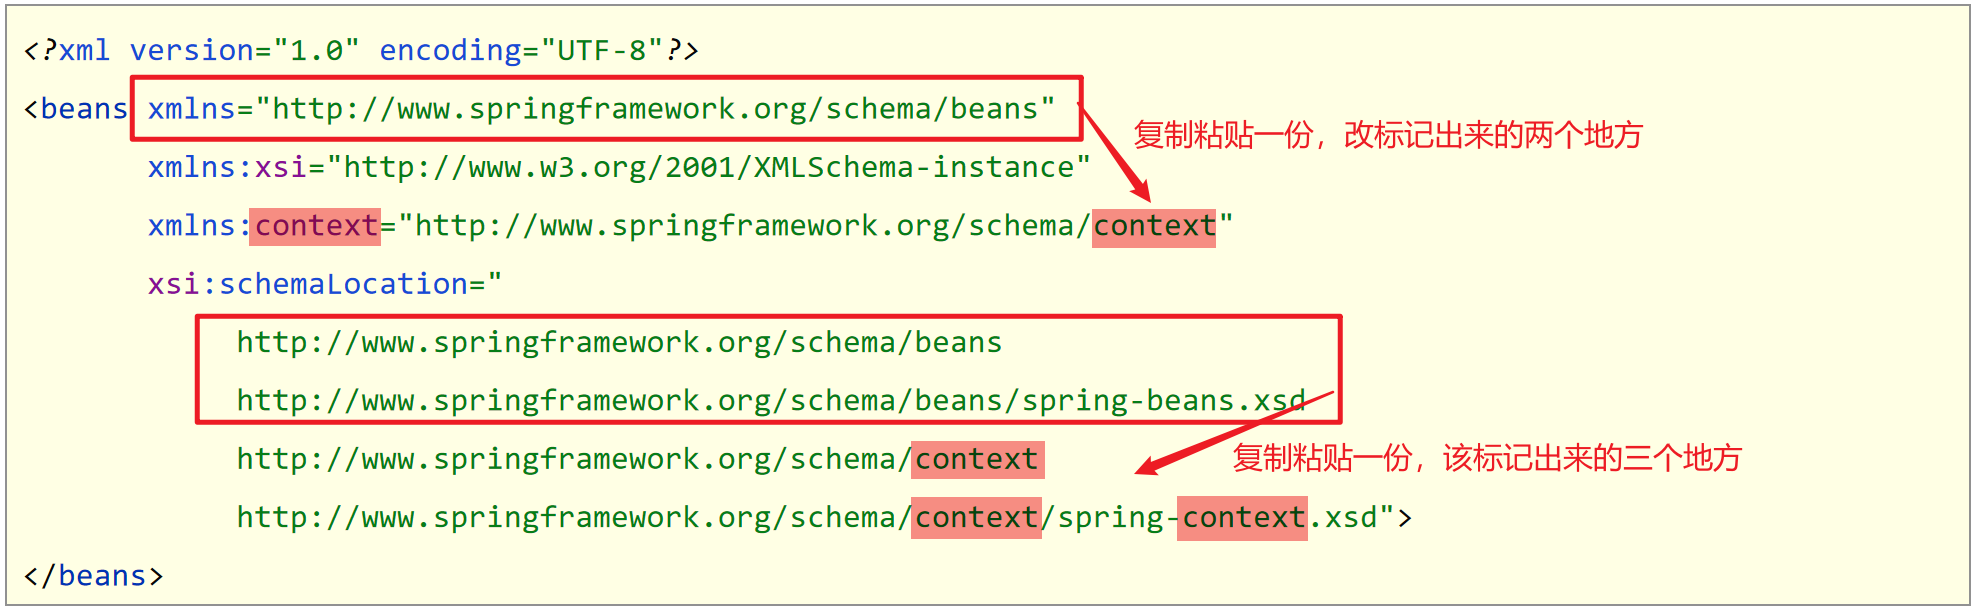 <?xml version="1.0" encoding="UTF-8"?>
<beans xmlns="http://www.springframework.org/schema/beans"
复制粘贴一份，改标记出来的两个地方
xmlns:xsi="http://www.w3.org/2001/XMLSchema-instance"
xmlns:context="http://www.springframework.org/schema/context"
xsi:schemaLocation="
http://www.springframework.org/schema/beans
http://www.springframework.org/schema/beans/spring-beans.xsd
http://www.springframework.org/schema/context
复制粘贴一份，该标记出来的三个地方
http://www.springframework.org/schema/context/spring-context.xsd">
</beans>